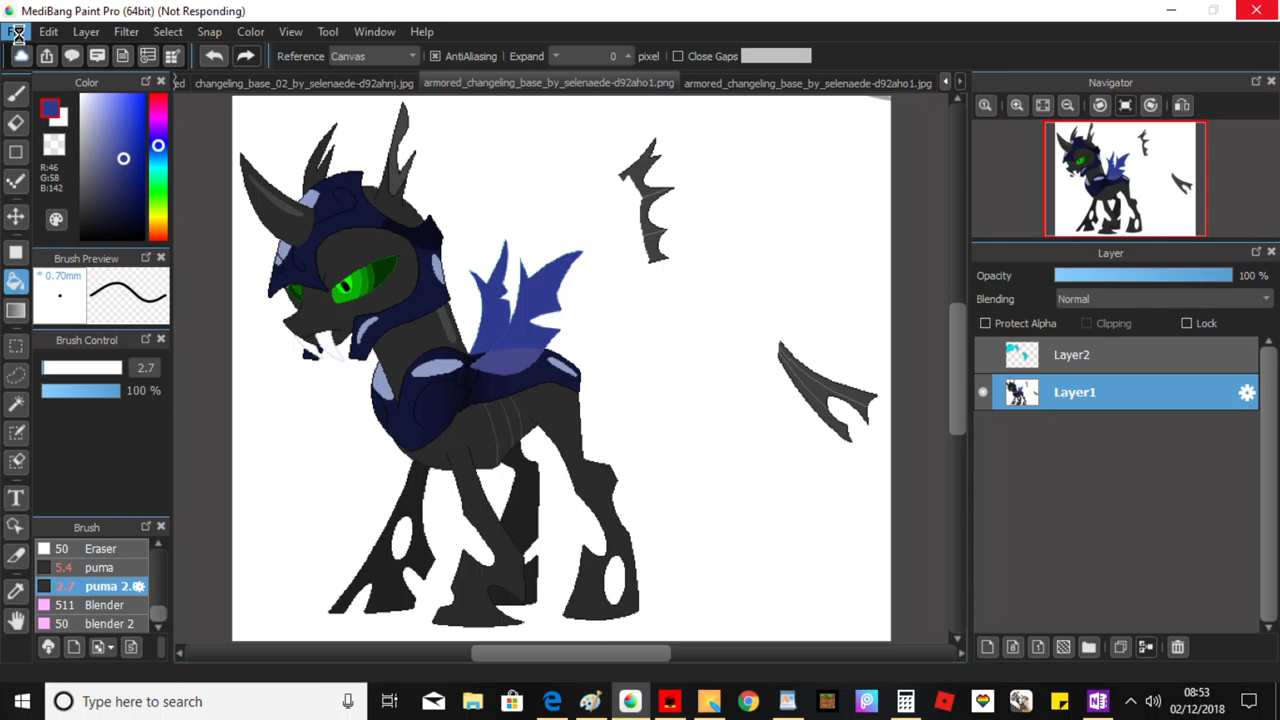 MediBang Paint Pro (64bit) (Not Responding)
Edit Layer Filter Select Snap Color View Tool Window Help
Reference Canvas AntiAliasing Expand 0 pixel Close Gaps
ed changeling_base_02_by_selenaede-d92ahnj.jpg armored_changeling_base_by_selenaede-d92aho1.png armored_changeling_base_by_selenaede-d92aho1.jpg
Color
R:46
G:58
B:142
Brush Preview
* 0.70mm
Brush Control
2.7
100 %
Brush
50 Eraser
5.4 puma
2.7 puma 2.
511 Blender
50 blender 2
Navigator
Layer
Opacity 100 %
Blending Normal
Protect Alpha Clipping Lock
Layer2
Layer1
Type here to search
08:53
02/12/2018